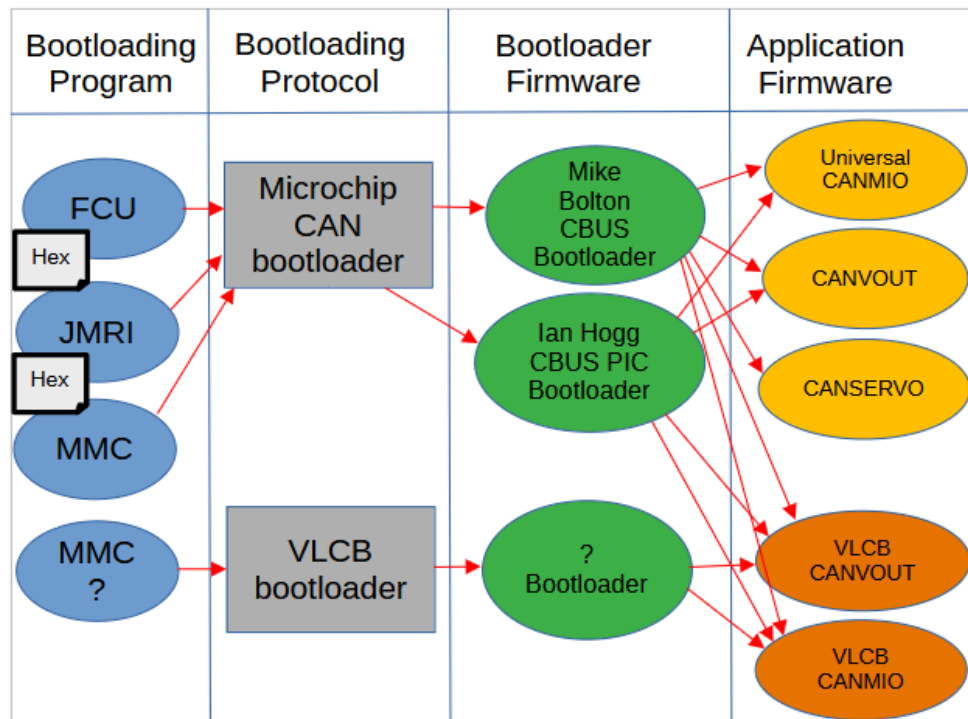 Bootloading
Program
Bootloading
Protocol
Bootloader
Firmware
Application
Firmware
FCU
Hex
JMRI
Hex
MMC
MMC
?
Microchip
CAN
bootloader
VLCB
bootloader
Mike
Bolton
CBUS
Bootloader
Ian Hogg
CBUS PIC
Bootloader
?
Bootloader
Universal
CANMIO
CANVOUT
CANSERVO
VLCB
CANVOUT
VLCB
CANMIO